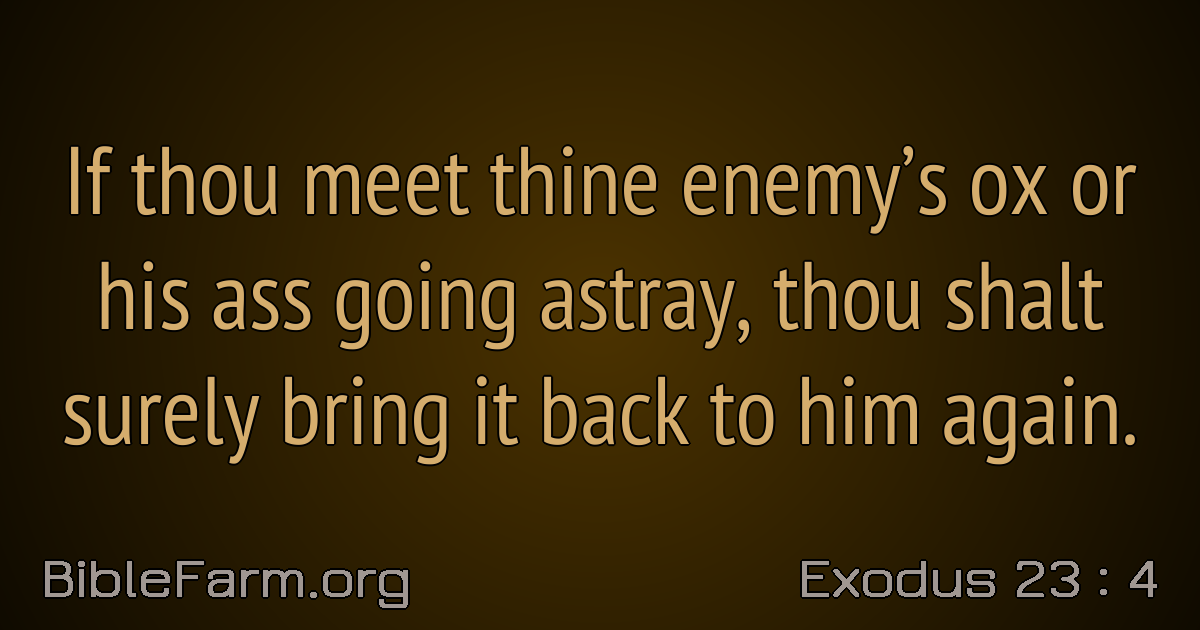 If thou meet thine enemy’s ox or
his ass going astray, thou shalt
surely bring it back to him again.
BibleFarm.org
Exodus 23 : 4